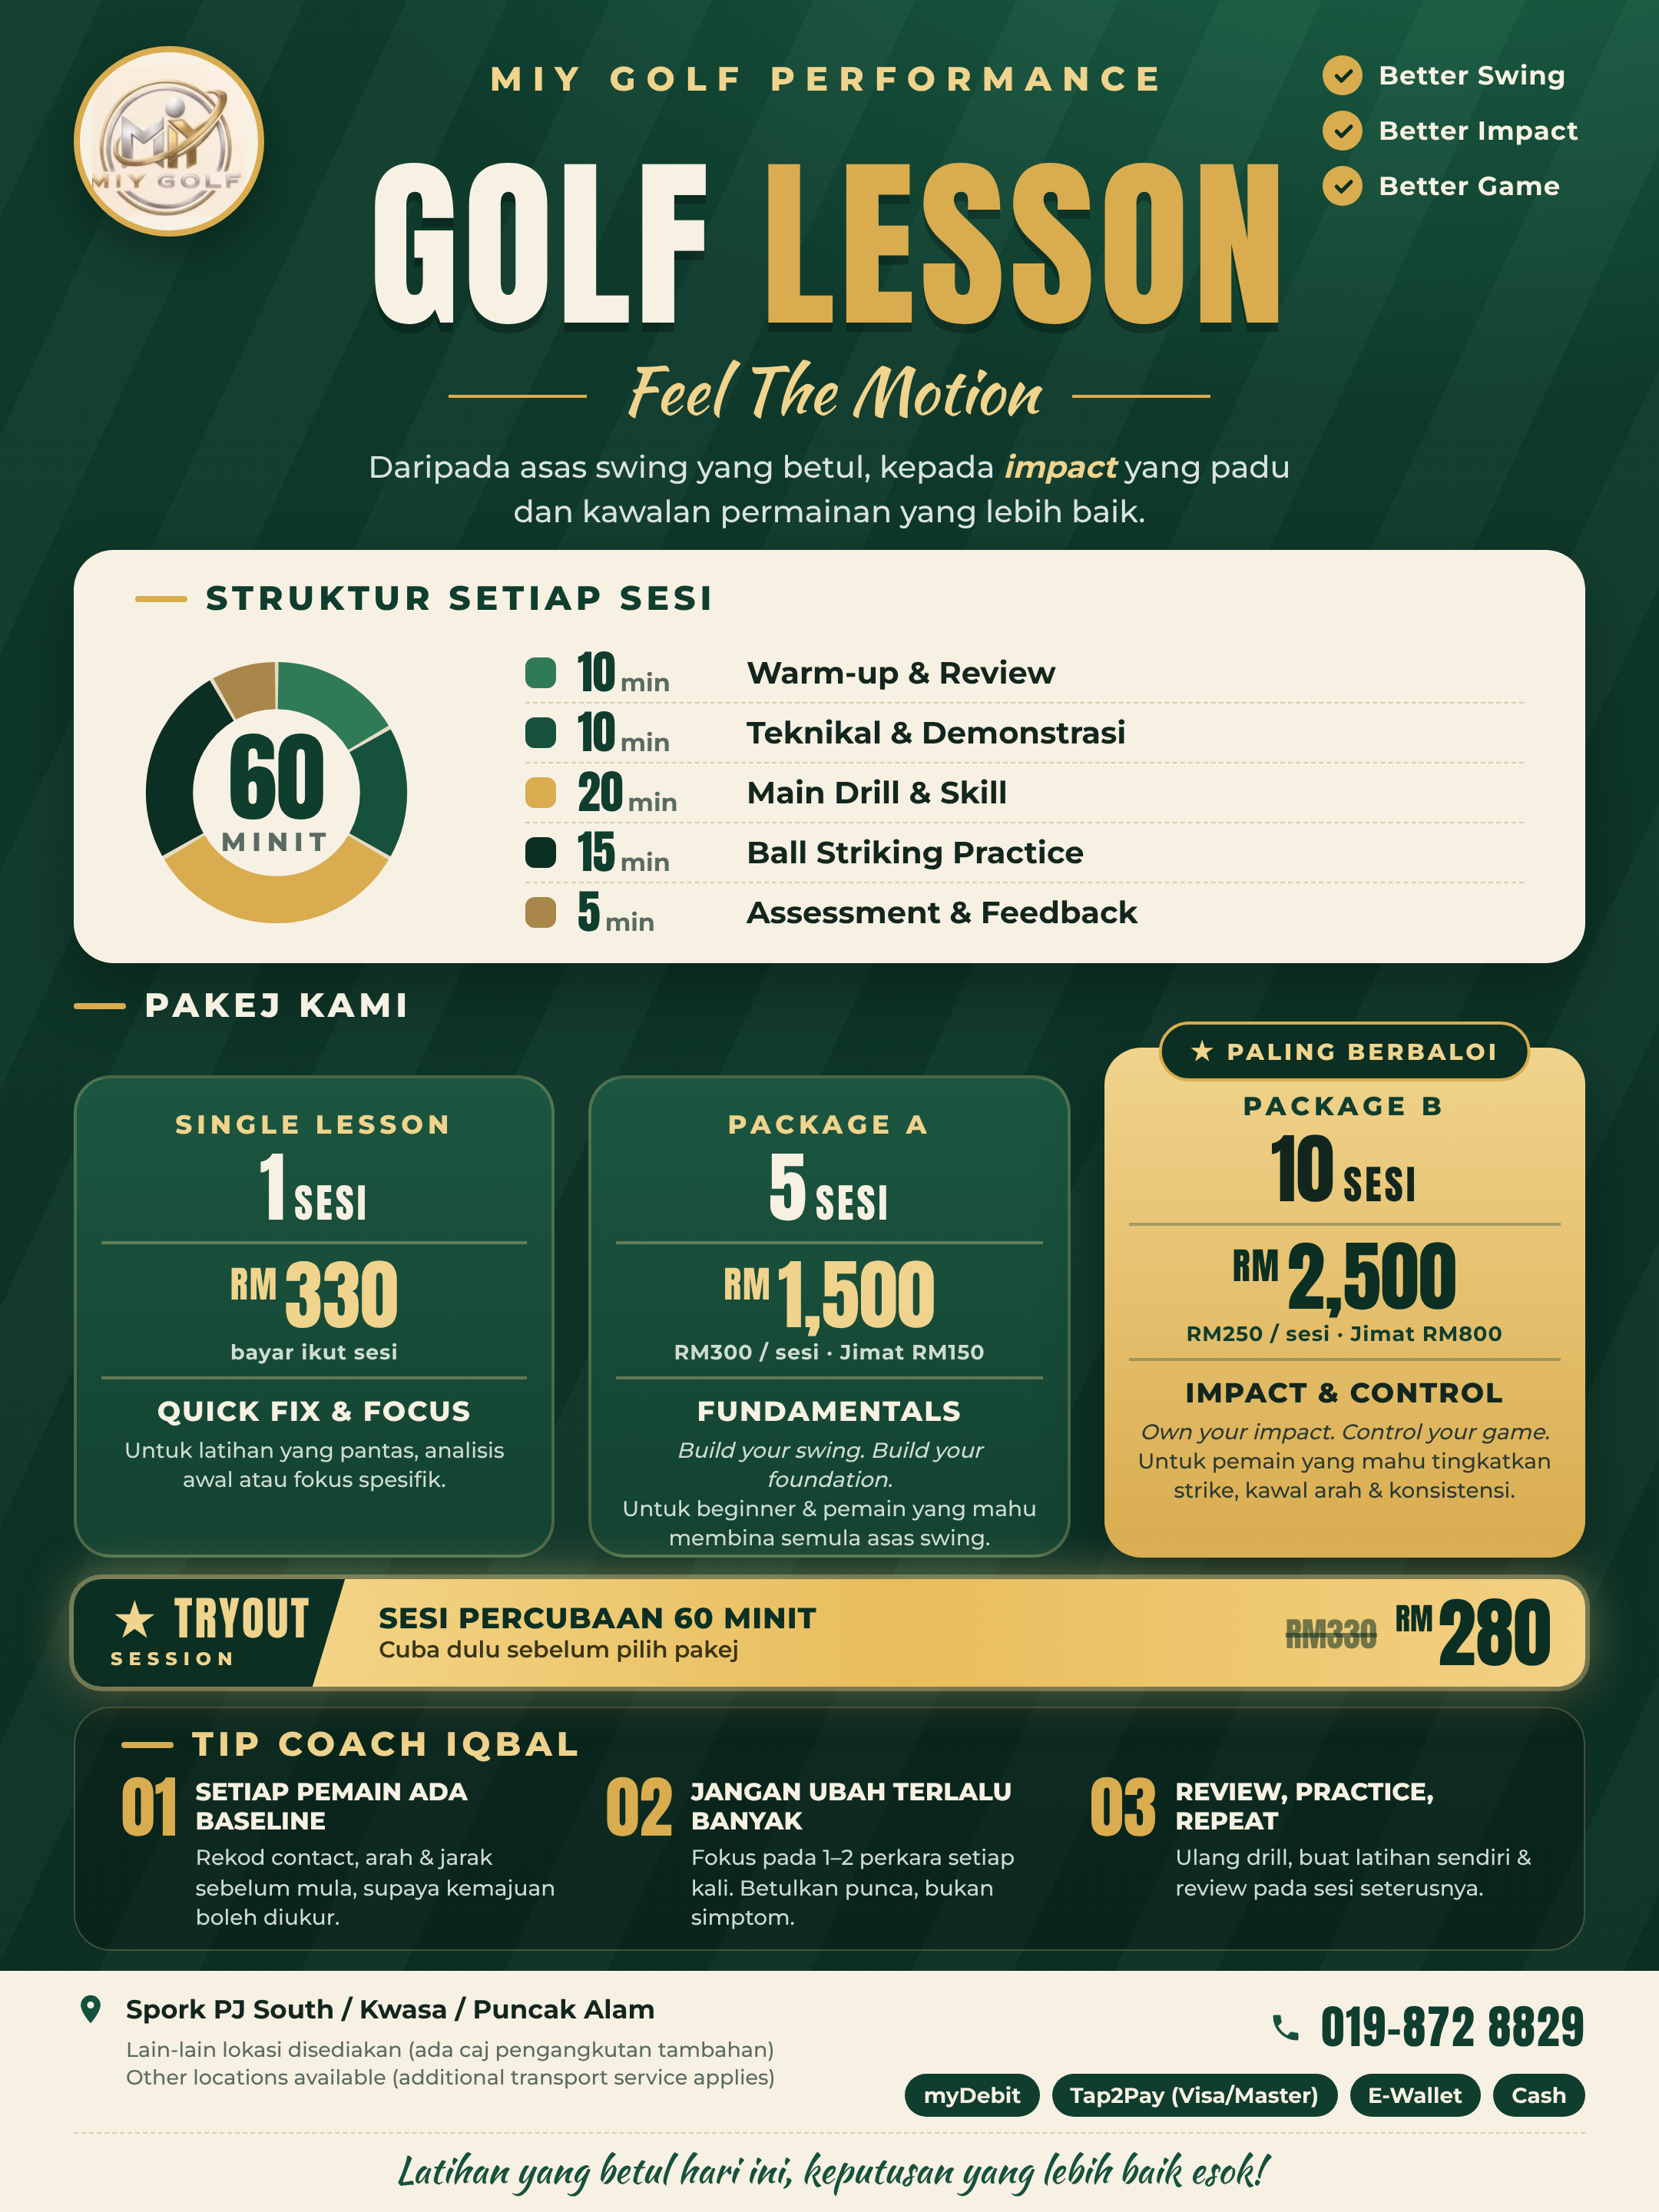 MIY GOLF
MIY GOLF PERFORMANCE
Better Swing
Better Impact
Better Game
GOLF LESSON
Feel The Motion
Daripada asas swing yang betul, kepada impact yang padu
dan kawalan permainan yang lebih baik.
STRUKTUR SETIAP SESI
60
MINIT
10 min Warm-up & Review
10 min Teknikal & Demonstrasi
20 min Main Drill & Skill
15 min Ball Striking Practice
5 min Assessment & Feedback
PAKEJ KAMI
SINGLE LESSON
1 SESI
RM 330
bayar ikut sesi
QUICK FIX & FOCUS
Untuk latihan yang pantas, analisis
awal atau fokus spesifik.
PACKAGE A
5 SESI
RM 1,500
RM300 / sesi · Jimat RM150
FUNDAMENTALS
Build your swing. Build your
foundation.
Untuk beginner & pemain yang mahu
membina semula asas swing.
★ PALING BERBALOI
PACKAGE B
10 SESI
RM 2,500
RM250 / sesi · Jimat RM800
IMPACT & CONTROL
Own your impact. Control your game.
Untuk pemain yang mahu tingkatkan
strike, kawal arah & konsistensi.
★ TRYOUT
SESSION
SESI PERCUBAAN 60 MINIT
Cuba dulu sebelum pilih pakej
RM330 RM 280
TIP COACH IQBAL
01 SETIAP PEMAIN ADA
BASELINE
Rekod contact, arah & jarak
sebelum mula, supaya kemajuan
boleh diukur.
02 JANGAN UBAH TERLALU
BANYAK
Fokus pada 1–2 perkara setiap
kali. Betulkan punca, bukan
simptom.
03 REVIEW, PRACTICE,
REPEAT
Ulang drill, buat latihan sendiri &
review pada sesi seterusnya.
Spork PJ South / Kwasa / Puncak Alam
Lain-lain lokasi disediakan (ada caj pengangkutan tambahan)
Other locations available (additional transport service applies)
019-872 8829
myDebit Tap2Pay (Visa/Master) E-Wallet Cash
Latihan yang betul hari ini, keputusan yang lebih baik esok!